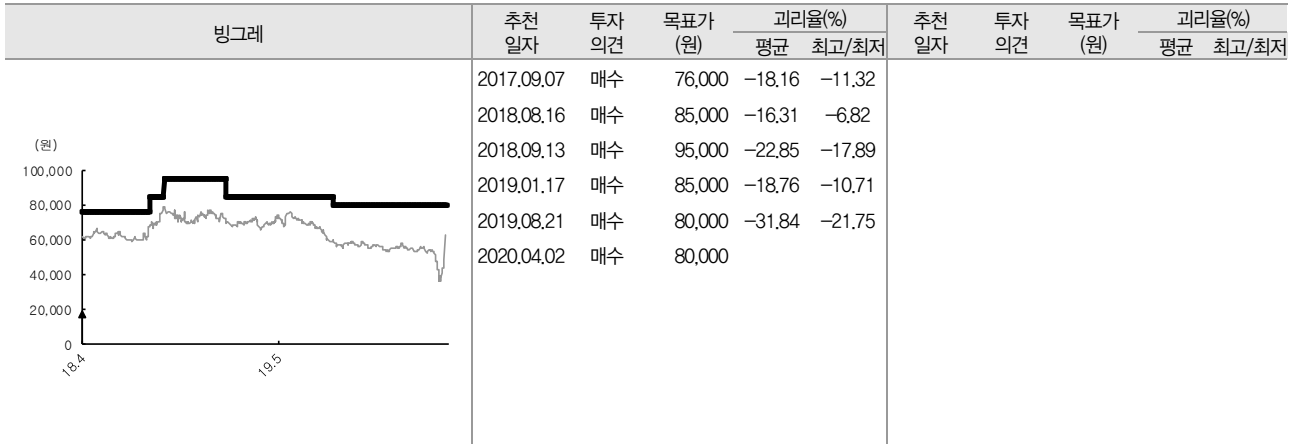 빙그레
추천 일자 투자 의견 목표가 (원) 괴리율(%) 평균 최고/최저 추천 일자 투자 의견 목표가 (원) 괴리율(%) 평균 최고/최저
2017.09.07 매수 76,000 -18.16 -11.32
2018.08.16 매수 85,000 -16.31 -6.82
2018.09.13 매수 95,000 -22.85 -17.89
2019.01.17 매수 85,000 -18.76 -10.71
2019.08.21 매수 80,000 -31.84 -21.75
2020.04.02 매수 80,000
(원)
100,000
80,000
60,000
40,000
20,000
0
18.4 19.5